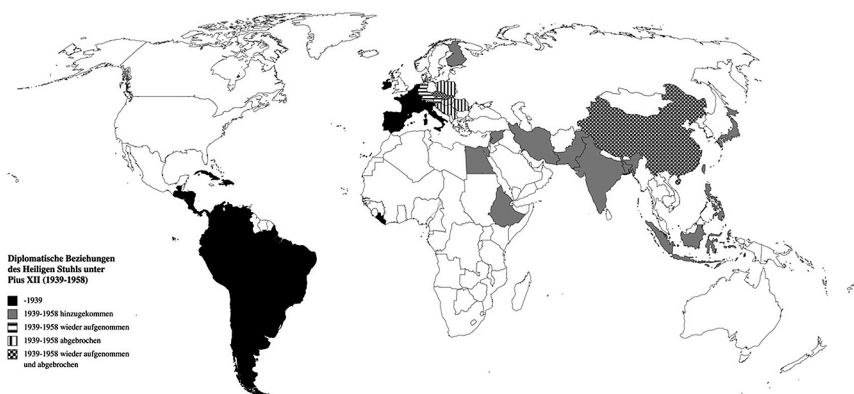 Diplomatische Beziehungen
des Heiligen Stuhls unter
Pius XII (1939-1958)
-1939
1939-1958 hinzugekommen
1939-1958 wieder aufgenommen
1939-1958 abgebrochen
1939-1958 wieder aufgenommen
und abgebrochen